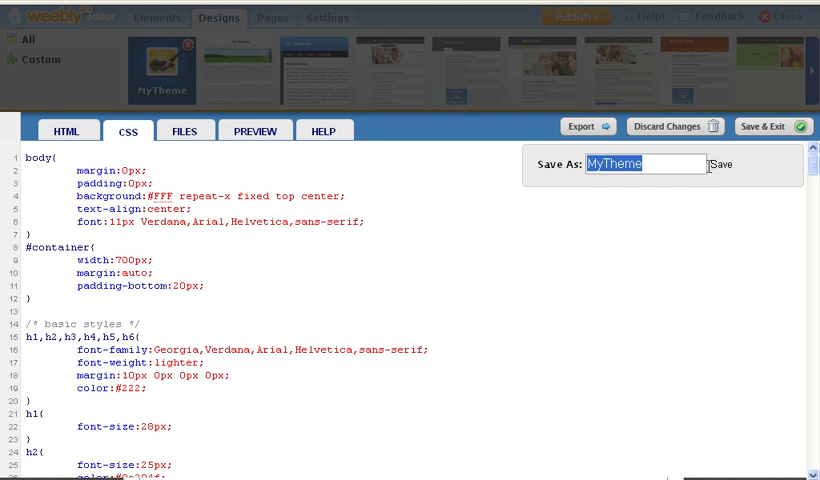 weebly pro editor Elements Designs Pages Settings Publish » Help! Feedback Close
All
Custom
MyTheme
HTML CSS FILES PREVIEW HELP Export Discard Changes Save & Exit
Save As: MyTheme Save
1 body{
2 margin:0px;
3 padding:0px;
4 background:#FFF repeat-x fixed top center;
5 text-align:center;
6 font:11px Verdana,Arial,Helvetica,sans-serif;
7 }
8 #container{
9 width:700px;
10 margin:auto;
11 padding-bottom:20px;
12 }
13
14 /* basic styles */
15 h1,h2,h3,h4,h5,h6{
16 font-family:Georgia,Verdana,Arial,Helvetica,sans-serif;
17 font-weight:lighter;
18 margin:10px 0px 0px 0px;
19 color:#222;
20 }
21 h1{
22 font-size:28px;
23 }
24 h2{
25 font-size:25px;